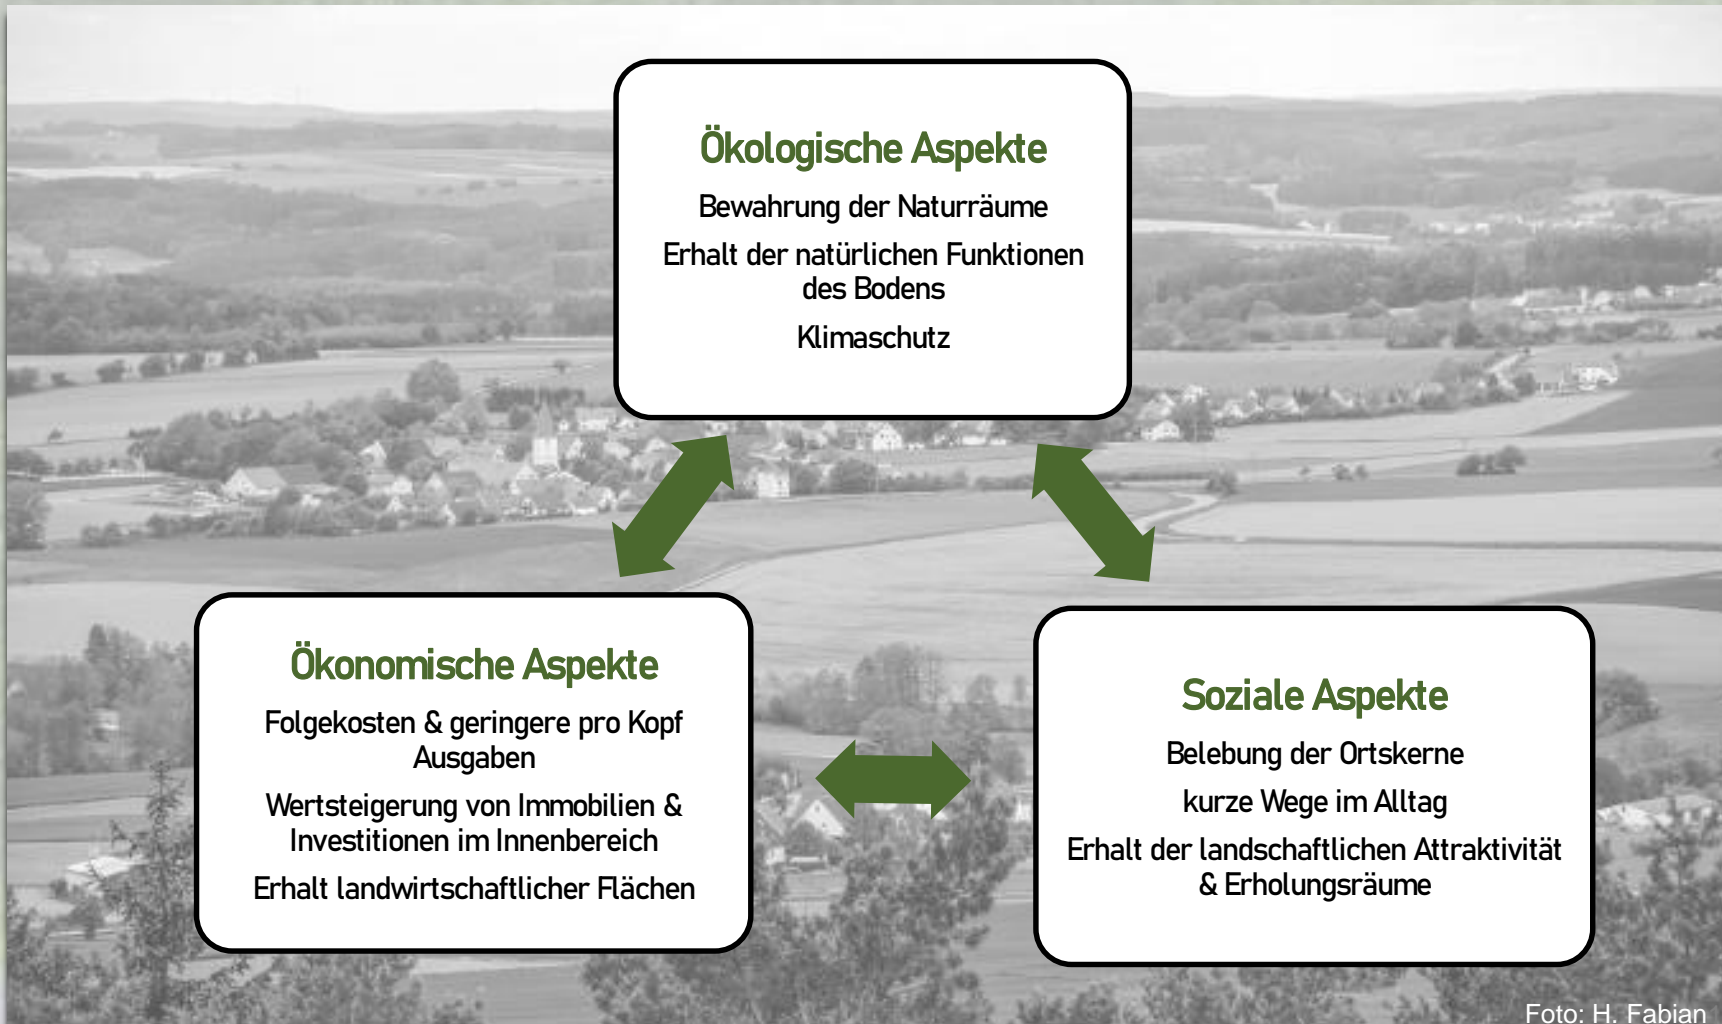 Ökologische Aspekte
Bewahrung der Naturräume
Erhalt der natürlichen Funktionen
des Bodens
Klimaschutz
Ökonomische Aspekte
Folgekosten & geringere pro Kopf
Ausgaben
Wertsteigerung von Immobilien &
Investitionen im Innenbereich
Erhalt landwirtschaftlicher Flächen
Soziale Aspekte
Belebung der Ortskerne
kurze Wege im Alltag
Erhalt der landschaftlichen Attraktivität
& Erholungsräume
Foto: H. Fabian